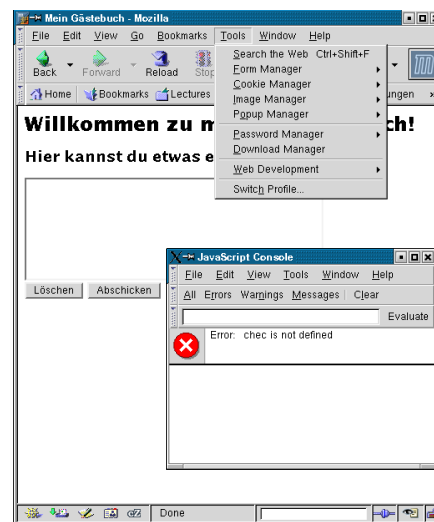 Mein Gästebuch - Mozilla
File Edit View Go Bookmarks Tools Window Help
Back Forward Reload Stop
Home Bookmarks Lectures ungen »
Search the Web Ctrl+Shift+F
Form Manager
Cookie Manager
Image Manager
Popup Manager
Password Manager
Download Manager
Web Development
Switch Profile...
Willkommen zu m ch!
Hier kannst du etwas e
Löschen Abschicken
JavaScript Console
File Edit View Tools Window Help
All Errors Warnings Messages Clear
Evaluate
Error: chec is not defined
Done